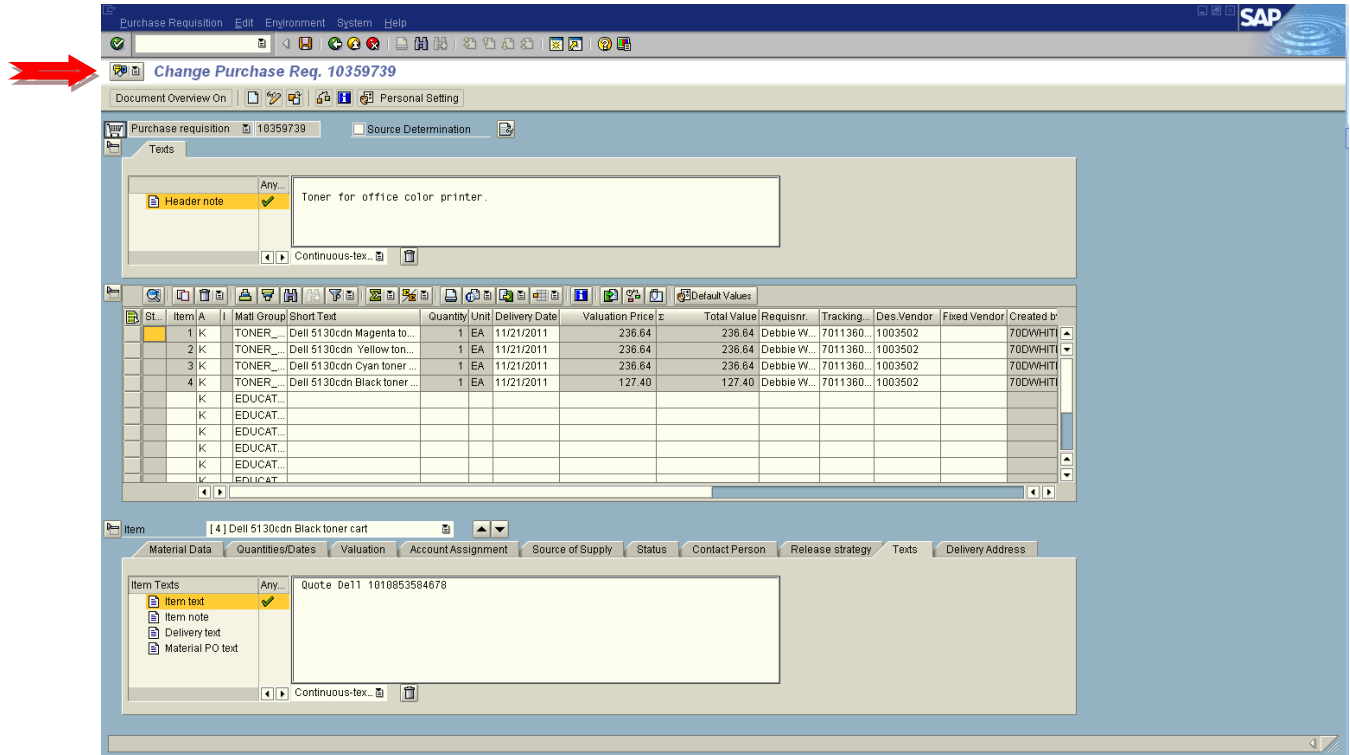 Purchase Requisition Edit Environment System Help
SAP
Change Purchase Req. 10359739
Document Overview On Personal Setting
Purchase requisition 10359739 Source Determination
Texts
Any...
Header note Toner for office color printer.
Continuous-tex...
Default Values
St... Item A I Matl Group Short Text Quantity Unit Delivery Date Valuation Price Σ Total Value Requisnr. Tracking... Des.Vendor Fixed Vendor Created by
1 K TONER_... Dell 5130cdn Magenta to... 1 EA 11/21/2011 236.64 236.64 Debbie W... 7011360... 1003502 70DWHITE
2 K TONER_... Dell 5130cdn Yellow ton... 1 EA 11/21/2011 236.64 236.64 Debbie W... 7011360... 1003502 70DWHITE
3 K TONER_... Dell 5130cdn Cyan toner ... 1 EA 11/21/2011 236.64 236.64 Debbie W... 7011360... 1003502 70DWHITE
4 K TONER_... Dell 5130cdn Black toner ... 1 EA 11/21/2011 127.40 127.40 Debbie W... 7011360... 1003502 70DWHITE
K EDUCAT...
K EDUCAT...
K EDUCAT...
K EDUCAT...
K EDUCAT...
K EDUCAT
Item [ 4 ] Dell 5130cdn Black toner cart
Material Data Quantities/Dates Valuation Account Assignment Source of Supply Status Contact Person Release strategy Texts Delivery Address
Item Texts Any... Quote Dell 1010853584678
Item text
Item note
Delivery text
Material PO text
Continuous-tex...